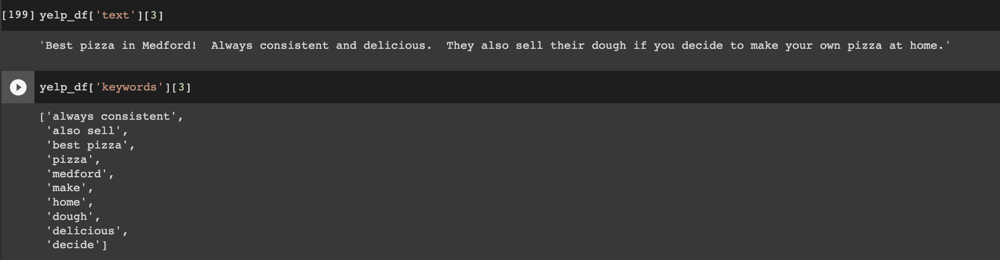 [199] yelp_df['text'][3]
'Best pizza in Medford!  Always consistent and delicious.  They also sell their dough if you decide to make your own pizza at home.'
yelp_df['keywords'][3]
['always consistent',
 'also sell',
 'best pizza',
 'pizza',
 'medford',
 'make',
 'home',
 'dough',
 'delicious',
 'decide']